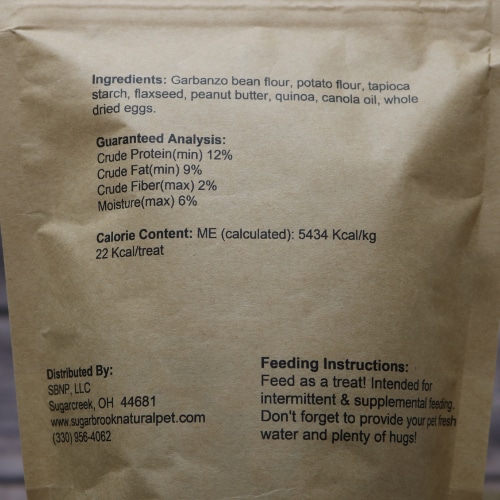 Ingredients: Garbanzo bean flour, potato flour, tapioca
starch, flaxseed, peanut butter, quinoa, canola oil, whole
dried eggs.
Guaranteed Analysis:
Crude Protein(min) 12%
Crude Fat(min) 9%
Crude Fiber(max) 2%
Moisture(max) 6%
Calorie Content: ME (calculated): 5434 Kcal/kg
22 Kcal/treat
Distributed By:
SBNP, LLC
Sugarcreek, OH 44681
www.sugarbrooknaturalpet.com
(330) 956-4062
Feeding Instructions:
Feed as a treat! Intended for
intermittent & supplemental feeding.
Don't forget to provide your pet fresh
water and plenty of hugs!